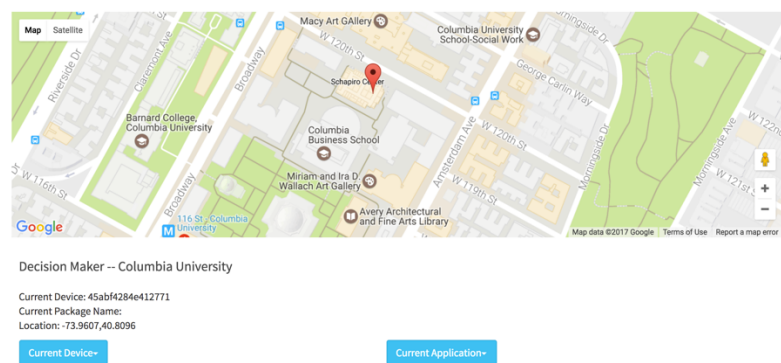 Map Satellite
Macy Art GAllery
Columbia University
School-Social Work
Riverside Dr
Claremont Ave
Broadway
W 120th St
George Carlin Way
Morningside Dr
Schapiro Center
Barnard College,
Columbia University
Columbia
Business School
W 120th St
Amsterdam Ave
Morningside Dr
Morningside Ave
W 122nd
W 121st S
Miriam and Ira D.
Wallach Art Gallery
W 119th St
W 116th St
Broadway
116 St - Columbia
University
M
Avery Architectural
and Fine Arts Library
+
−
Google
Map data ©2017 Google Terms of Use Report a map error
Decision Maker -- Columbia University
Current Device: 45abf4284e412771
Current Package Name:
Location: -73.9607,40.8096
Current Device
Current Application